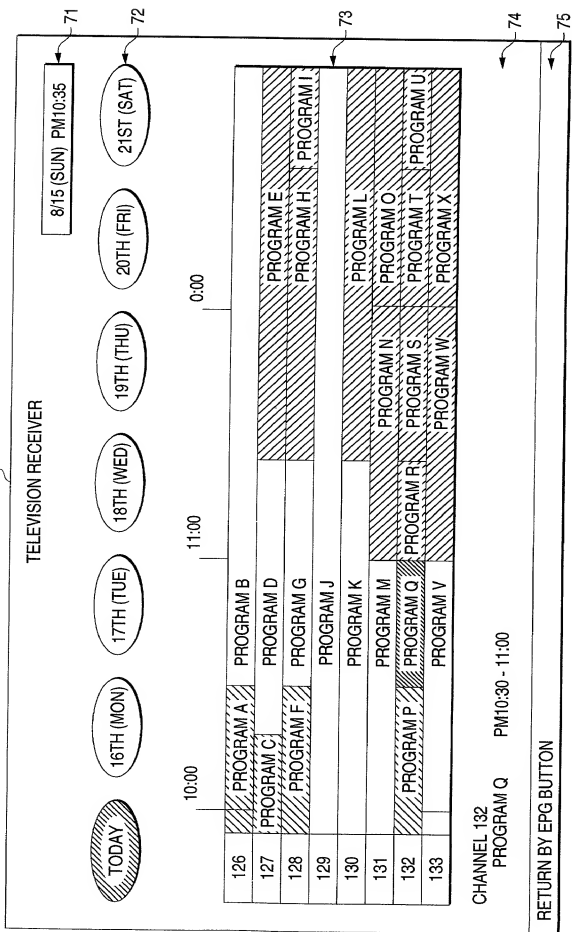 TELEVISION RECEIVER
8/15 (SUN) PM10:35
71
TODAY
16TH (MON)
17TH (TUE)
18TH (WED)
19TH (THU)
20TH (FRI)
21ST (SAT)
72
10:00
11:00
0:00
126 PROGRAM A PROGRAM B
127 PROGRAM C PROGRAM D PROGRAM E
128 PROGRAM F PROGRAM G PROGRAM H PROGRAM I
129 PROGRAM J
130 PROGRAM K PROGRAM L
131 PROGRAM M PROGRAM N PROGRAM O
132 PROGRAM P PROGRAM Q PROGRAM R PROGRAM S PROGRAM T PROGRAM U
133 PROGRAM V PROGRAM W PROGRAM X
73
CHANNEL 132
PROGRAM Q PM10:30 - 11:00
74
RETURN BY EPG BUTTON
75